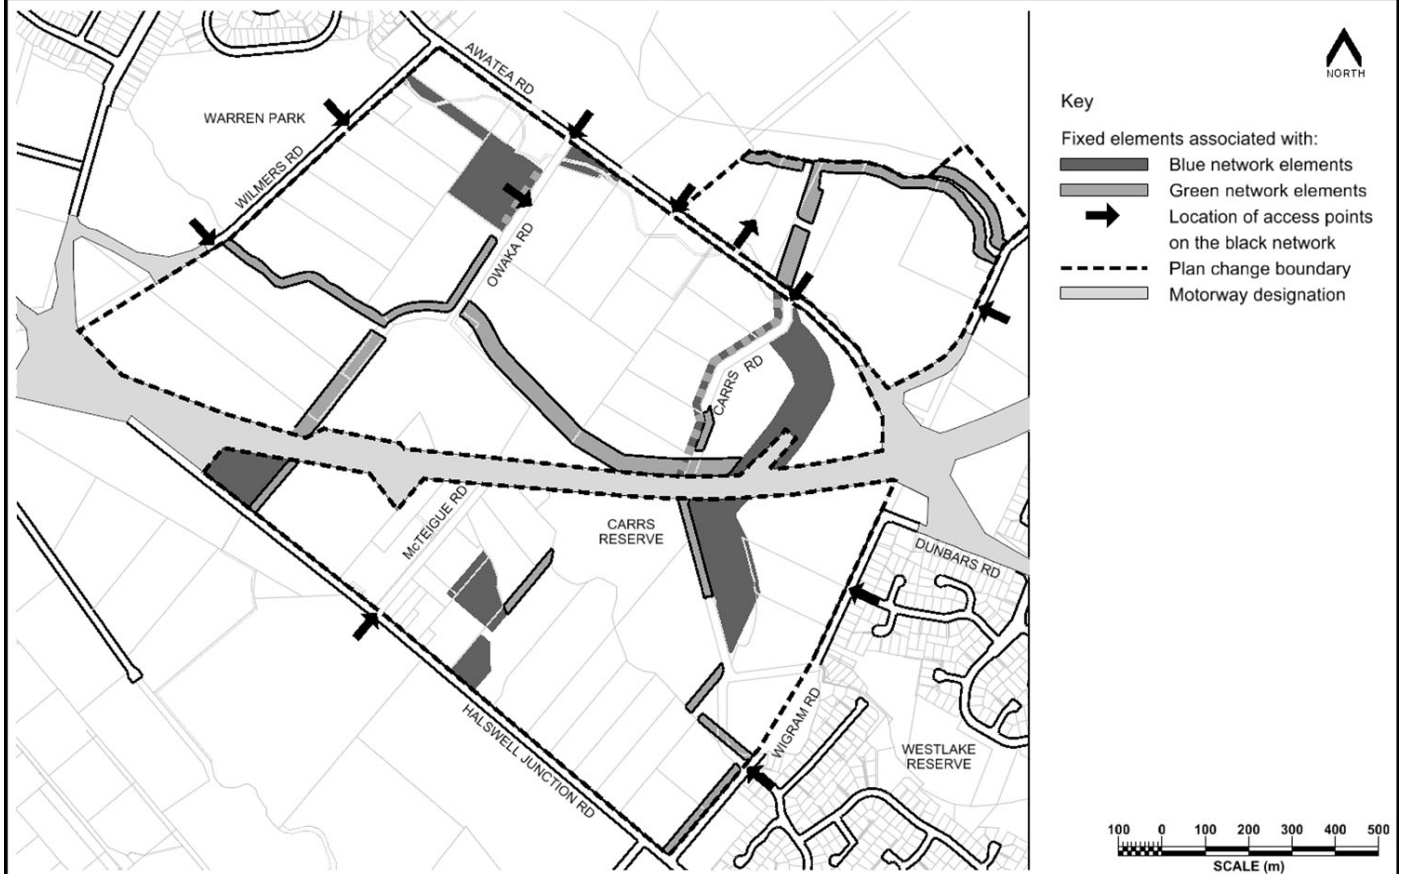 AWATEA RD
WARREN PARK
WILMERS RD
OWAKA RD
CARRS RD
McTEIGUE RD
CARRS
RESERVE
DUNBARS RD
HALSWELL JUNCTION RD
WIGRAM RD
WESTLAKE
RESERVE
NORTH
Key
Fixed elements associated with:
Blue network elements
Green network elements
Location of access points
on the black network
Plan change boundary
Motorway designation
100 0 100 200 300 400 500
SCALE (m)